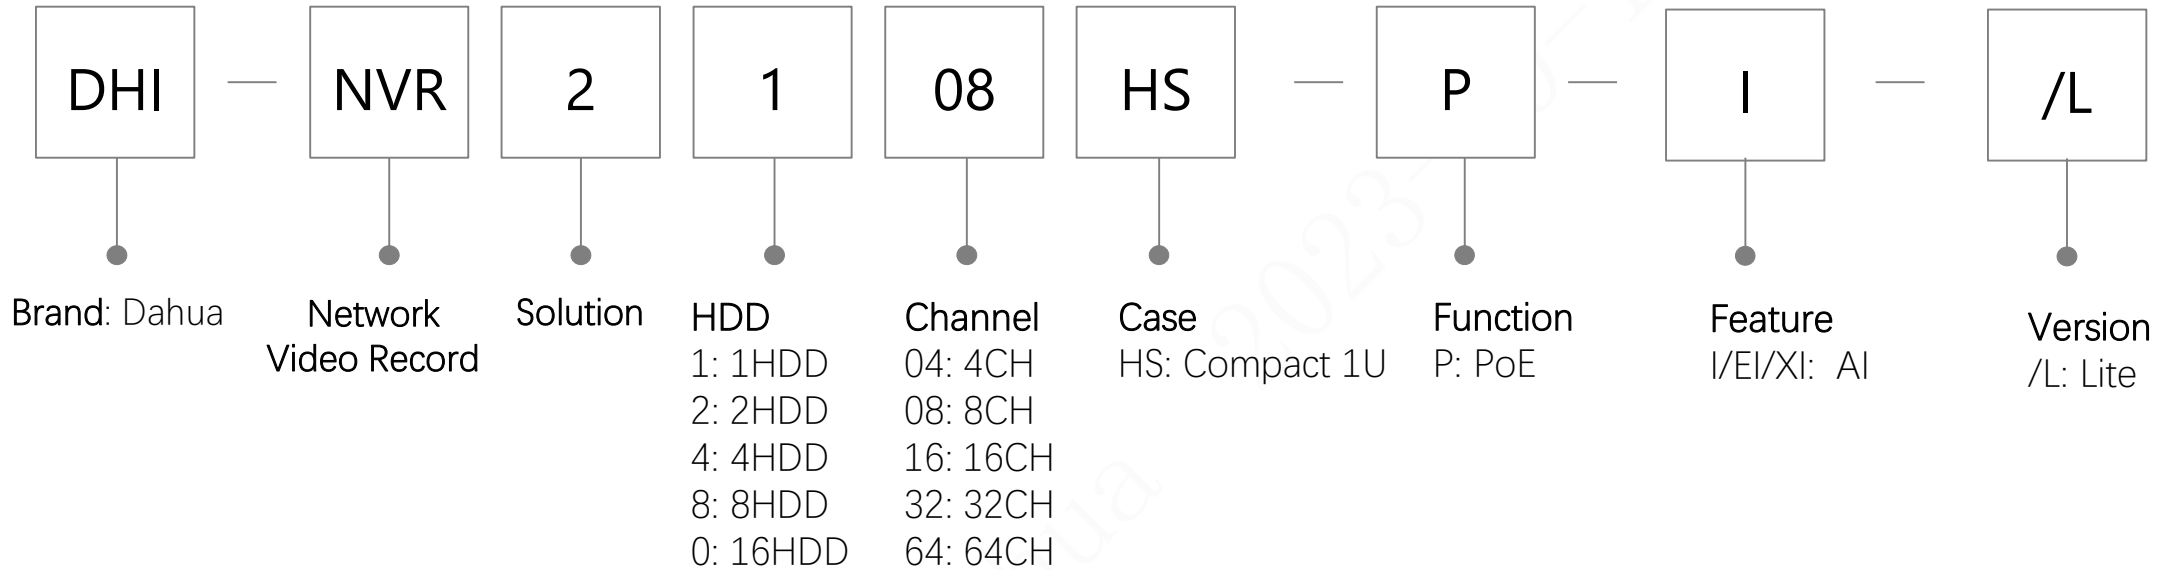 DHI — NVR 2 1 08 HS — P — I — /L
Brand: Dahua
Network
Video Record
Solution
HDD
1: 1HDD
2: 2HDD
4: 4HDD
8: 8HDD
0: 16HDD
Channel
04: 4CH
08: 8CH
16: 16CH
32: 32CH
64: 64CH
Case
HS: Compact 1U
Function
P: PoE
Feature
I/EI/XI: AI
Version
/L: Lite